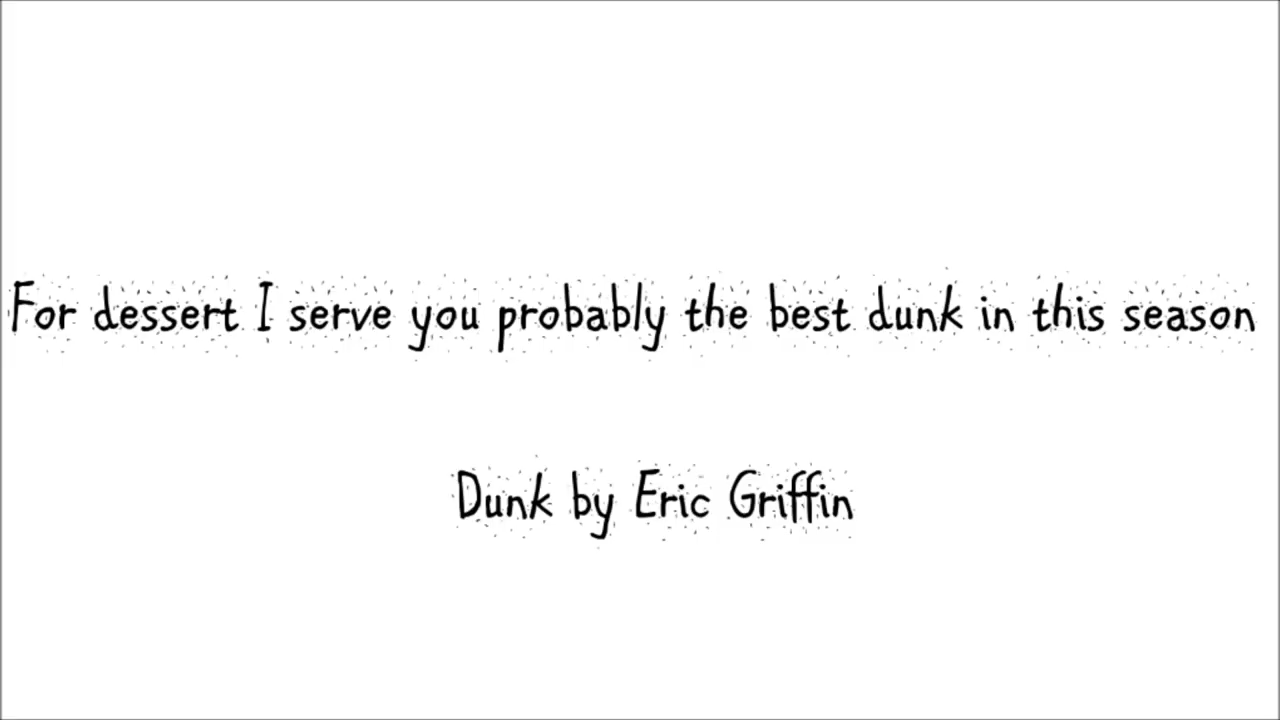 For dessert I serve you probably the best dunk in this season
Dunk by Eric Griffin